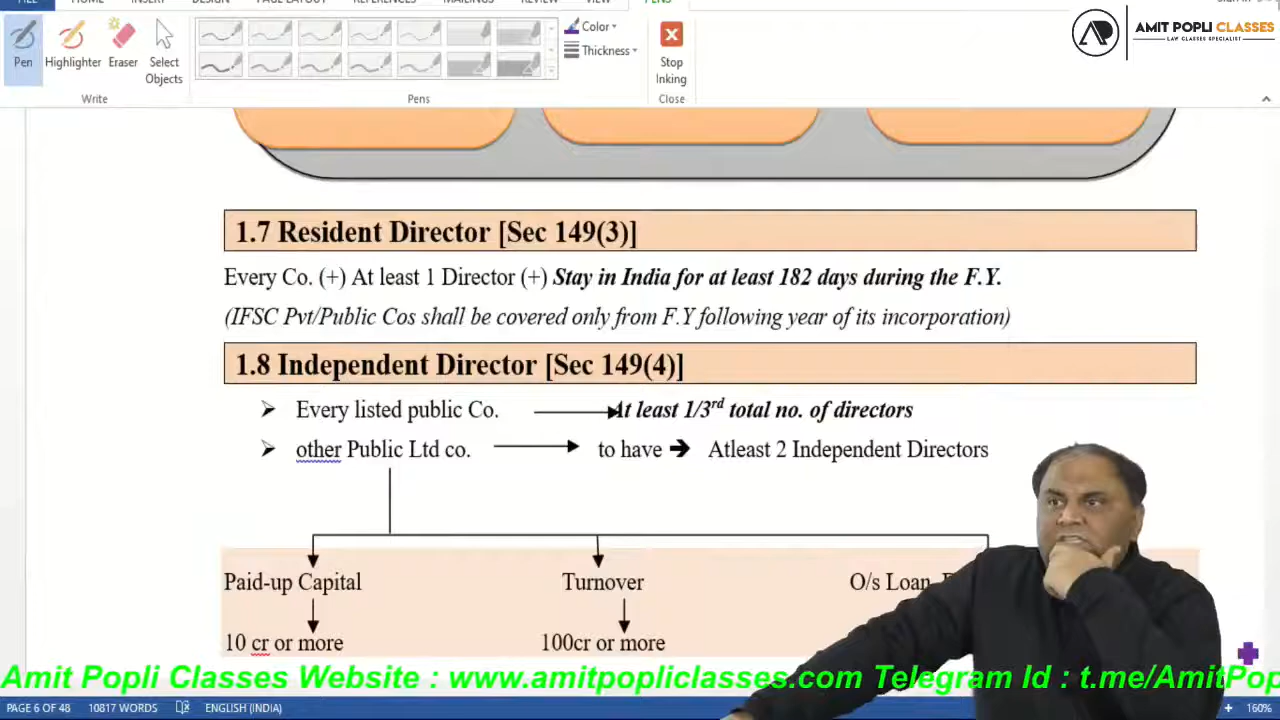 Color
Thickness
Pen
Highlighter
Eraser
Select
Objects
Stop
Inking
Write
Pens
Close
AMIT POPLI CLASSES
LAW CLASSES SPECIALIST
1.7 Resident Director [Sec 149(3)]
Every Co. (+) At least 1 Director (+) Stay in India for at least 182 days during the F.Y.
(IFSC Pvt/Public Cos shall be covered only from F.Y following year of its incorporation)
1.8 Independent Director [Sec 149(4)]
Every listed public Co. At least 1/3rd total no. of directors
other Public Ltd co. to have Atleast 2 Independent Directors
Paid-up Capital Turnover O/s Loan
10 cr or more 100cr or more
Amit Popli Classes Website : www.amitpopliclasses.com Telegram Id : t.me/AmitPop
PAGE 6 OF 48 10817 WORDS ENGLISH (INDIA) 160%